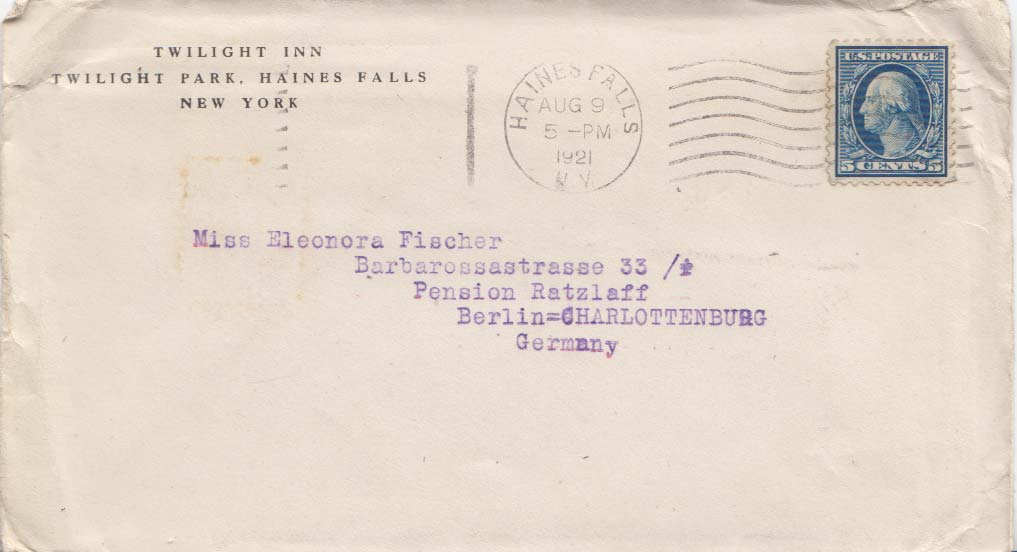 TWILIGHT INN
TWILIGHT PARK, HAINES FALLS
NEW YORK
HAINES FALLS
AUG 9
5 -PM
1921
N.Y.
U.S. POSTAGE
5 CENTS 5
Miss Eleonora Fischer
Barbarossastrasse 33 /
Pension Ratzlaff
Berlin=CHARLOTTENBURG
Germany